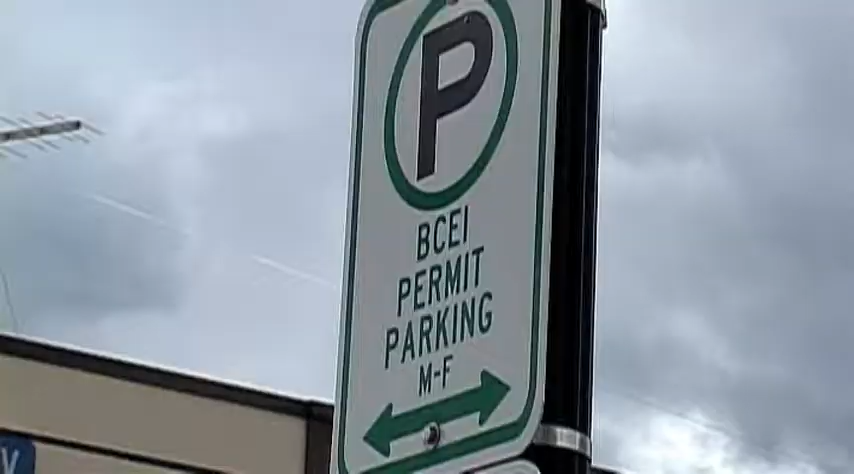 P
BCEI
PERMIT
PARKING
M-F